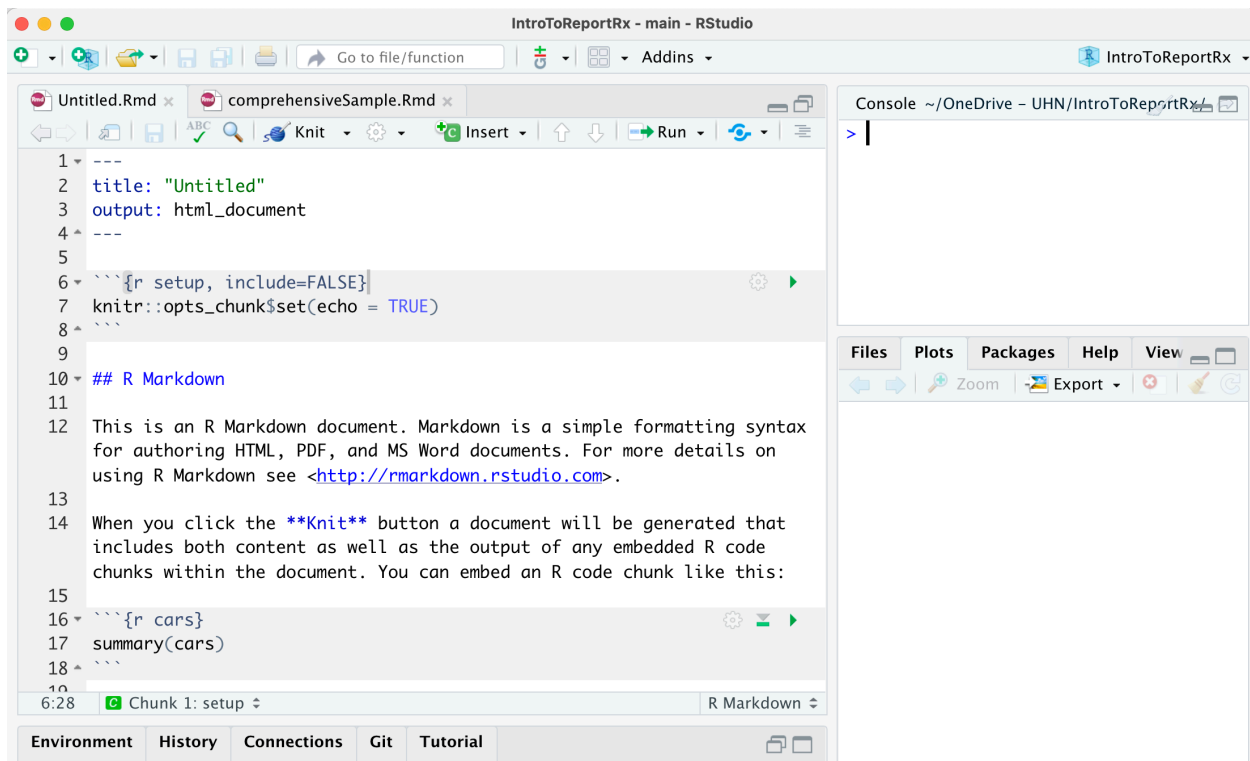 IntroToReportRx - main - RStudio
Go to file/function
Addins
IntroToReportRx
Untitled.Rmd
comprehensiveSample.Rmd
ABC
Knit
Insert
Run
1 ---
2 title: "Untitled"
3 output: html_document
4 ---
5
6 ```{r setup, include=FALSE}
7 knitr::opts_chunk$set(echo = TRUE)
8 ```
9
10 ## R Markdown
11
12 This is an R Markdown document. Markdown is a simple formatting syntax
for authoring HTML, PDF, and MS Word documents. For more details on
using R Markdown see <http://rmarkdown.rstudio.com>.
13
14 When you click the **Knit** button a document will be generated that
includes both content as well as the output of any embedded R code
chunks within the document. You can embed an R code chunk like this:
15
16 ```{r cars}
17 summary(cars)
18 ```
19
6:28 C Chunk 1: setup R Markdown
Environment History Connections Git Tutorial
Console ~/OneDrive - UHN/IntroToReportRx/
>
Files Plots Packages Help View
Zoom Export